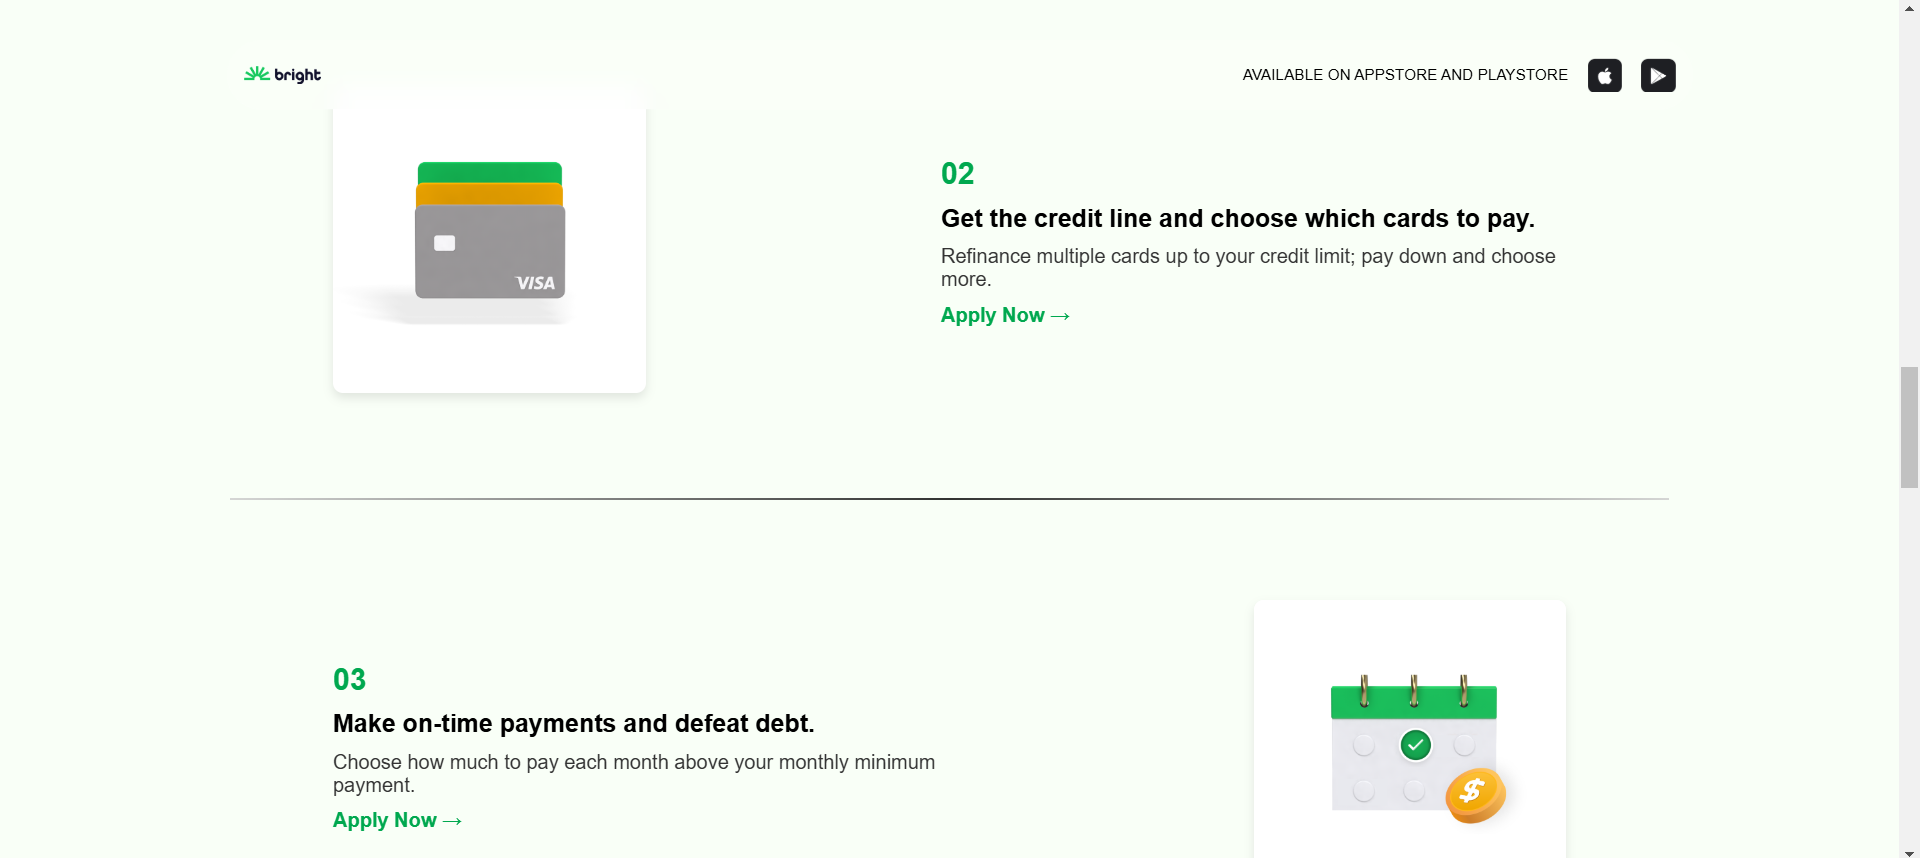 bright
AVAILABLE ON APPSTORE AND PLAYSTORE
02
Get the credit line and choose which cards to pay.
Refinance multiple cards up to your credit limit; pay down and choose
more.
Apply Now →
VISA
03
Make on-time payments and defeat debt.
Choose how much to pay each month above your monthly minimum
payment.
Apply Now →
$